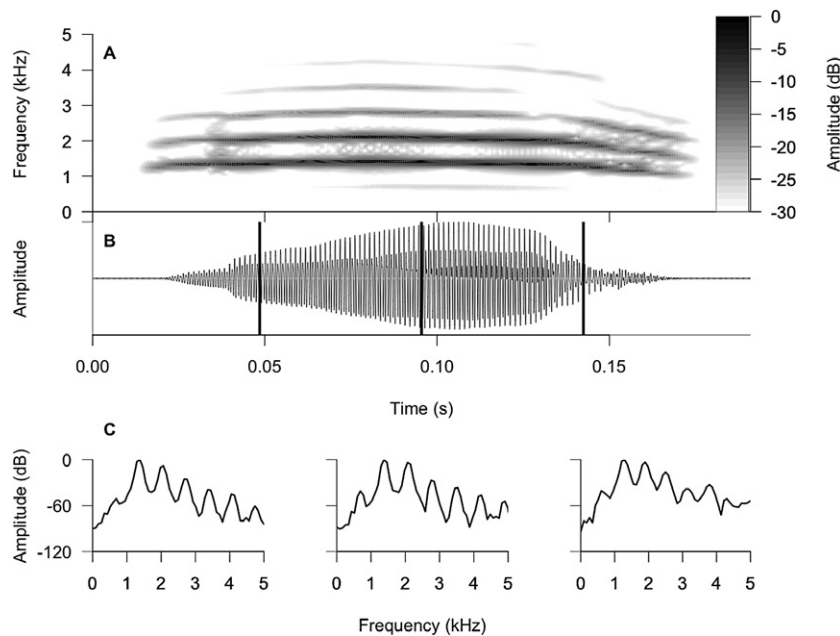 A
Frequency (kHz)
5
4
3
2
1
0
Amplitude (dB)
0
-5
-10
-15
-20
-25
-30
B
Amplitude
0.00 0.05 0.10 0.15
Time (s)
C
Amplitude (dB)
0
-60
-120
0 1 2 3 4 5 0 1 2 3 4 5 0 1 2 3 4 5
Frequency (kHz)